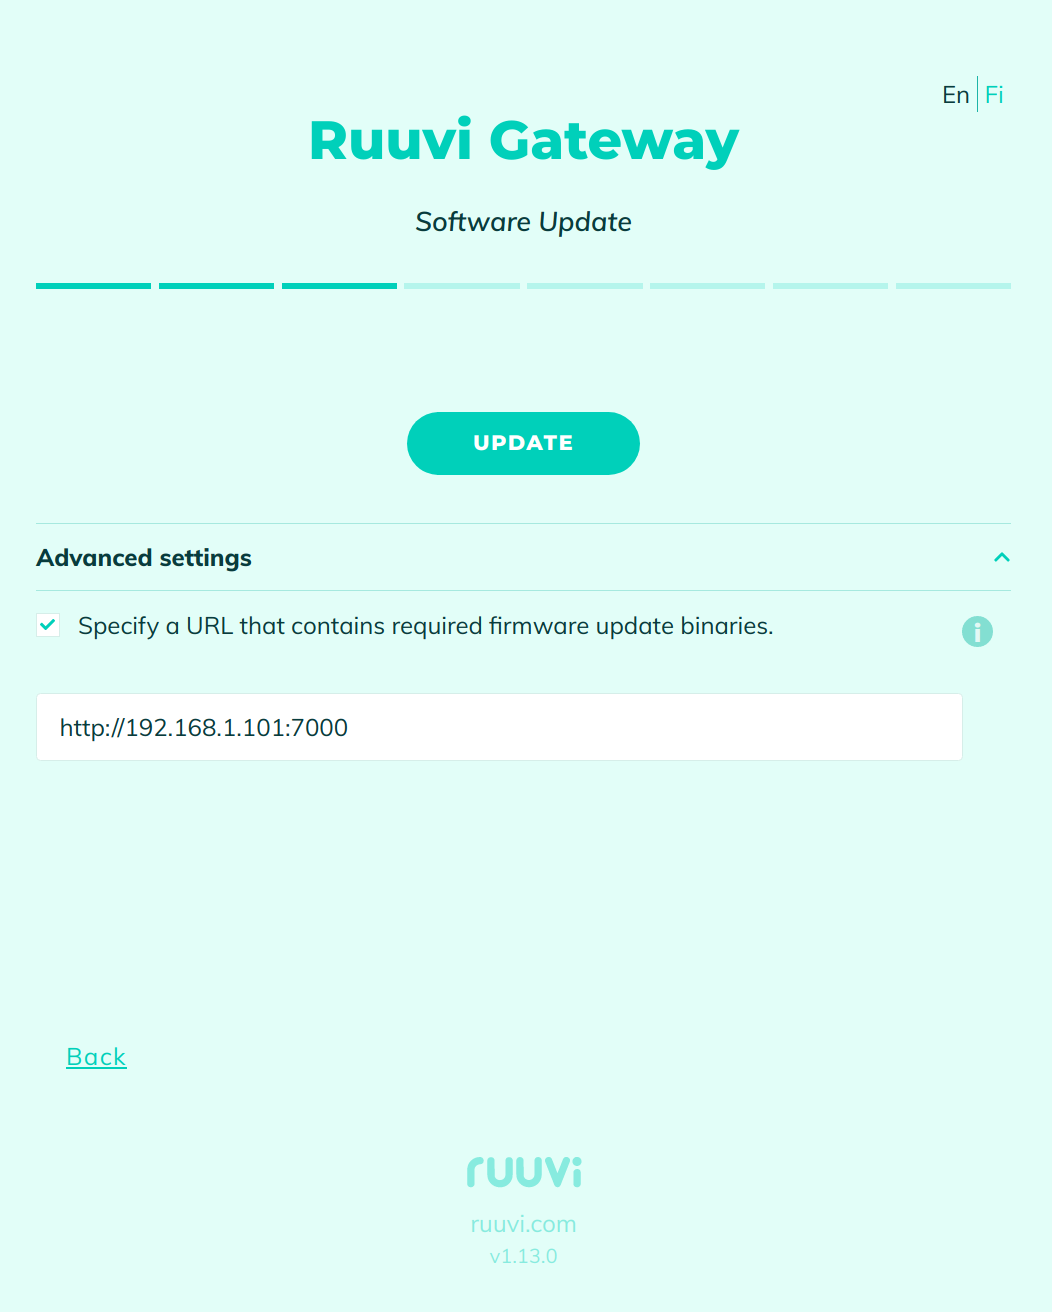 En Fi
Ruuvi Gateway
Software Update
UPDATE
Advanced settings
Specify a URL that contains required firmware update binaries.
http://192.168.1.101:7000
Back
ruuvi
ruuvi.com
v1.13.0